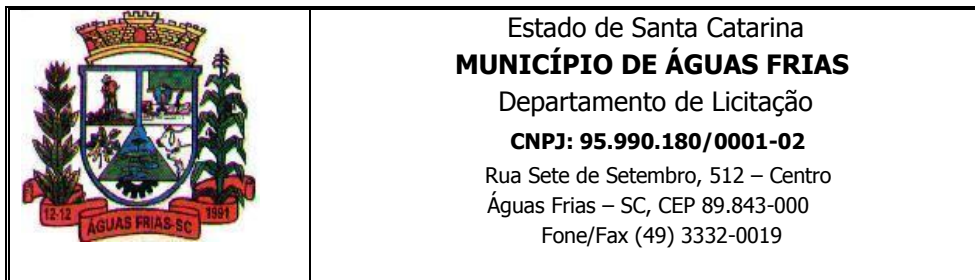 12-12
ÁGUAS FRIAS-SC
1991
Estado de Santa Catarina
MUNICÍPIO DE ÁGUAS FRIAS
Departamento de Licitação
CNPJ: 95.990.180/0001-02
Rua Sete de Setembro, 512 – Centro
Águas Frias – SC, CEP 89.843-000
Fone/Fax (49) 3332-0019